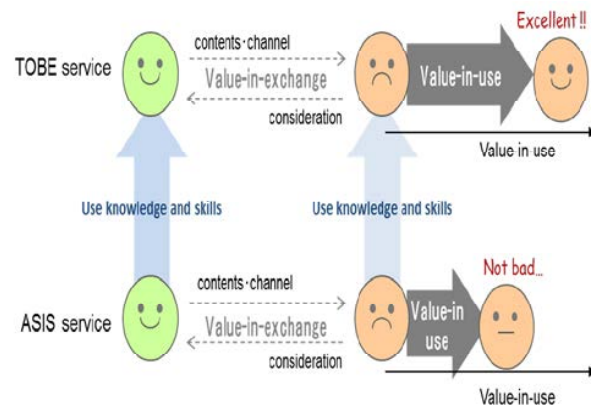 Excellent !!
TOBE service
contents·channel
Value-in-exchange
consideration
Value-in-use
Value in use
Use knowledge and skills
Use knowledge and skills
Not bad...
ASIS service
contents·channel
Value-in-exchange
consideration
Value-in
use
Value-in-use